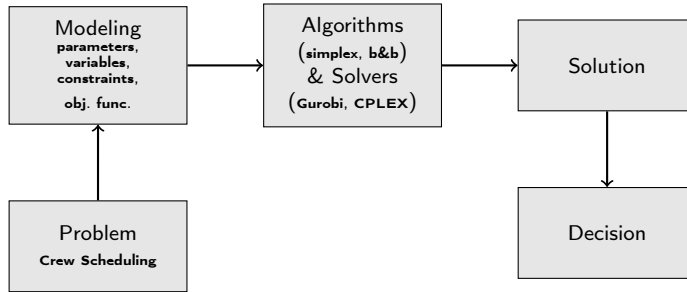 Modeling
parameters,
variables,
constraints,
obj. func.
Algorithms
(simplex, b&b)
& Solvers
(Gurobi, CPLEX)
Solution
Problem
Crew Scheduling
Decision